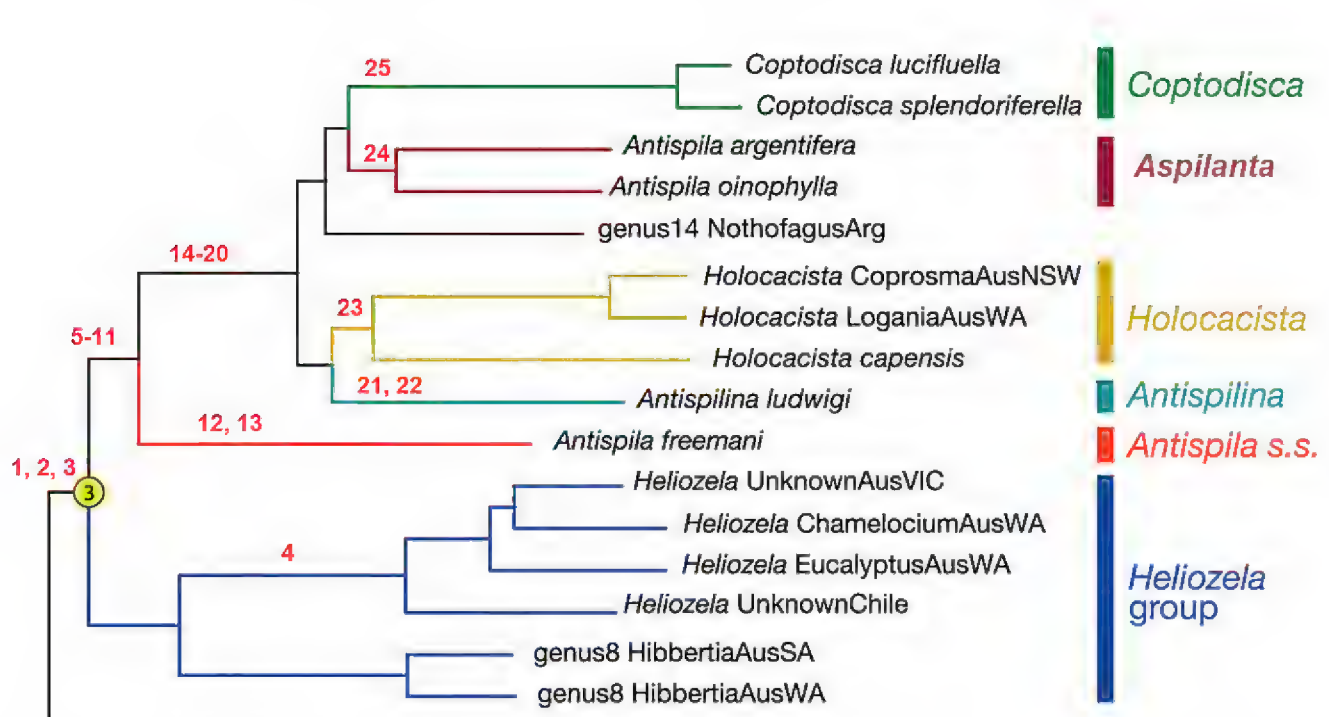 25
Coptodisca lucifluella
Coptodisca splendoriferella
Coptodisca
24
Antispila argentifera
Antispila oinophylla
Aspilanta
genus14 NothofagusArg
14-20
Holocacista CoprosmaAusNSW
23
Holocacista LoganiaAusWA
Holocacista
5-11
Holocacista capensis
21, 22
Antispilina ludwigi
Antispilina
12, 13
Antispila freemani
Antispila s.s.
1, 2, 3
3
Heliozela UnknownAusVIC
Heliozela ChamelociumAusWA
4
Heliozela EucalyptusAusWA
Heliozela
group
Heliozela UnknownChile
genus8 HibbertiaAusSA
genus8 HibbertiaAusWA